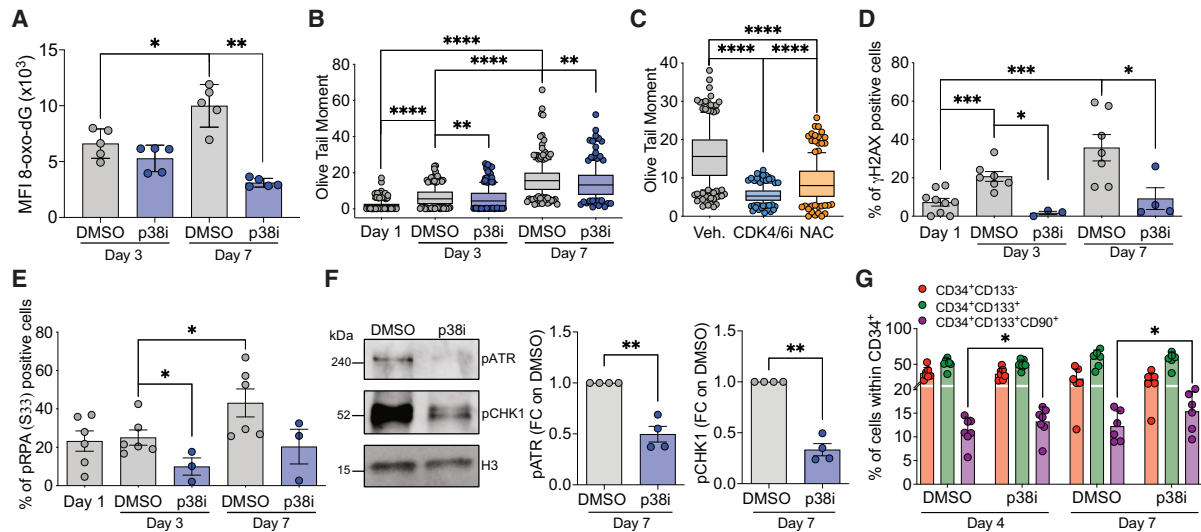 A
MFI 8-oxo-dG (x10³)
15
10
5
0
*
**
DMSO
p38i
DMSO
p38i
Day 3
Day 7
B
Olive Tail Moment
80
60
40
20
0
****
****
**
****
**
Day 1
DMSO
p38i
DMSO
p38i
Day 3
Day 7
C
Olive Tail Moment
40
30
20
10
0
****
****
****
Veh.
CDK4/6i
NAC
D
% of γH2AX positive cells
80
60
40
20
0
***
***
*
*
Day 1
DMSO
p38i
DMSO
p38i
Day 3
Day 7
E
% of pRPA (S33) positive cells
80
60
40
20
0
*
*
Day 1
DMSO
p38i
DMSO
p38i
Day 3
Day 7
F
kDa
DMSO
p38i
240
pATR
52
pCHK1
15
H3
pATR (FC on DMSO)
1.5
1.0
0.5
0.0
**
DMSO
p38i
Day 7
pCHK1 (FC on DMSO)
1.5
1.0
0.5
0.0
**
DMSO
p38i
Day 7
G
CD34⁺CD133⁻
CD34⁺CD133⁺
CD34⁺CD133⁺CD90⁺
% of cells within CD34⁺
100
50
20
15
10
5
0
*
*
DMSO
p38i
DMSO
p38i
Day 4
Day 7